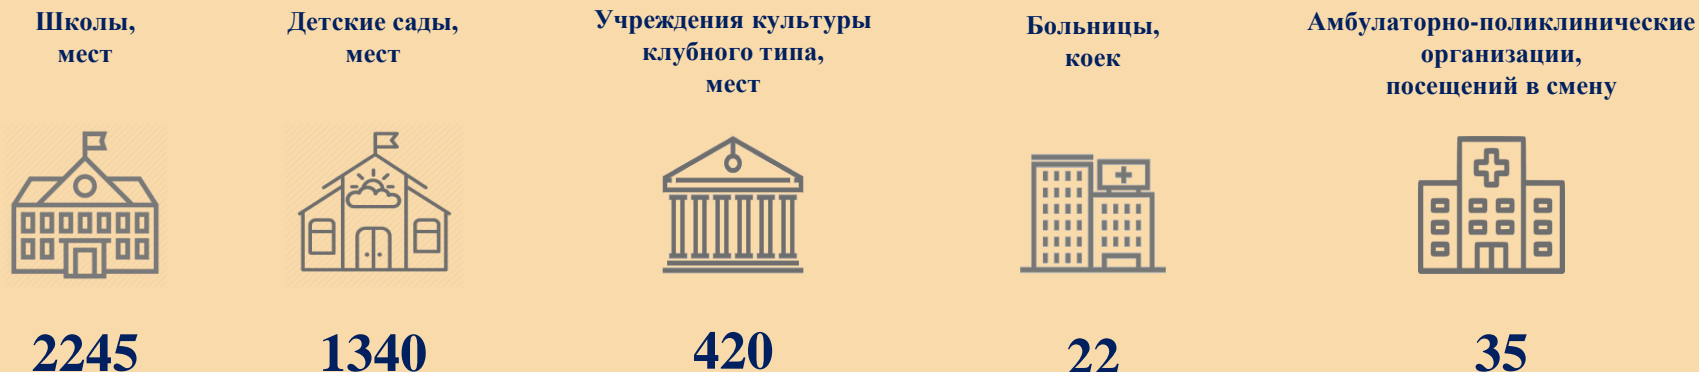 Школы,
мест
2245
Детские сады,
мест
1340
Учреждения культуры
клубного типа,
мест
420
Больницы,
коек
22
Амбулаторно-поликлинические
организации,
посещений в смену
35